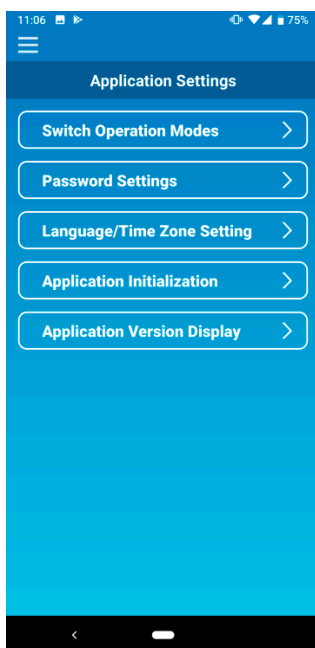 11:06 75%
Application Settings
Switch Operation Modes
Password Settings
Language/Time Zone Setting
Application Initialization
Application Version Display